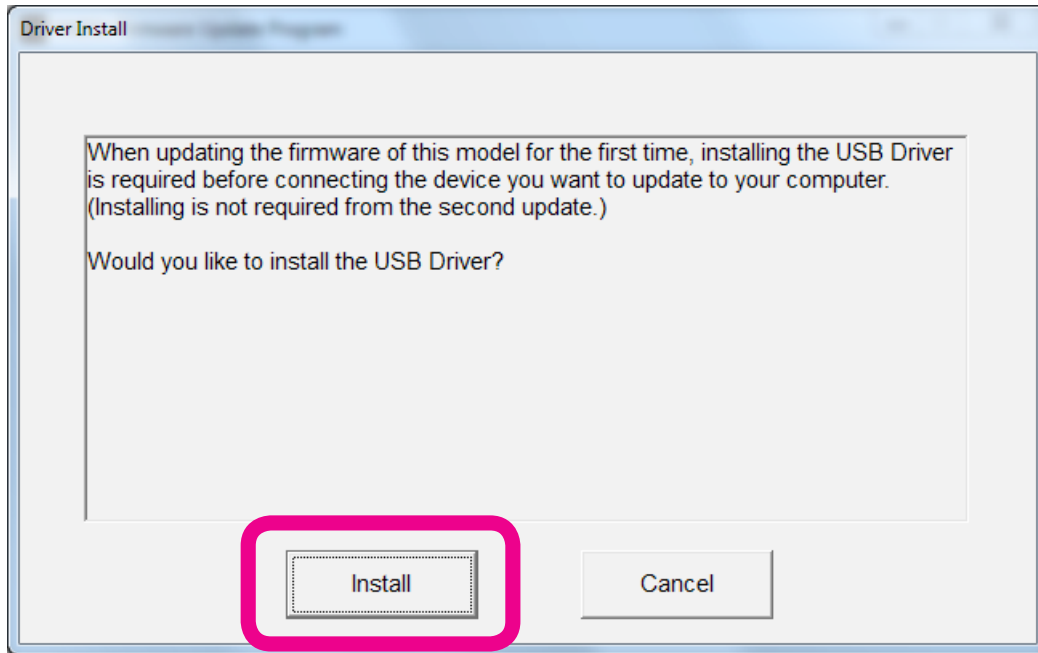 Driver Install
When updating the firmware of this model for the first time, installing the USB Driver
is required before connecting the device you want to update to your computer.
(Installing is not required from the second update.)
Would you like to install the USB Driver?
Install
Cancel